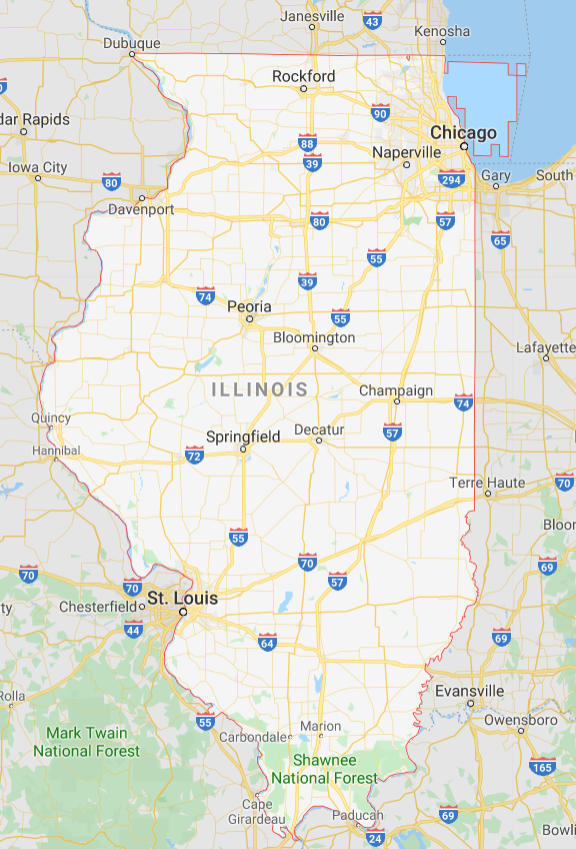 Janesville
43
Kenosha
Dubuque
Rockford
90
dar Rapids
Chicago
88
39
Naperville
Iowa City
80
294
Gary
South
Davenport
80
57
65
55
74
39
Peoria
55
Bloomington
Lafayette
ILLINOIS
Champaign
74
Quincy
Springfield
Decatur
57
Hannibal
72
Terre Haute
70
Bloor
55
70
70
70
57
69
ty
Chesterfield
St. Louis
44
64
69
Rolla
Evansville
55
Owensboro
Mark Twain
National Forest
Carbondale
Marion
Shawnee
National Forest
165
Cape
Girardeau
Paducah
69
24
Bowli